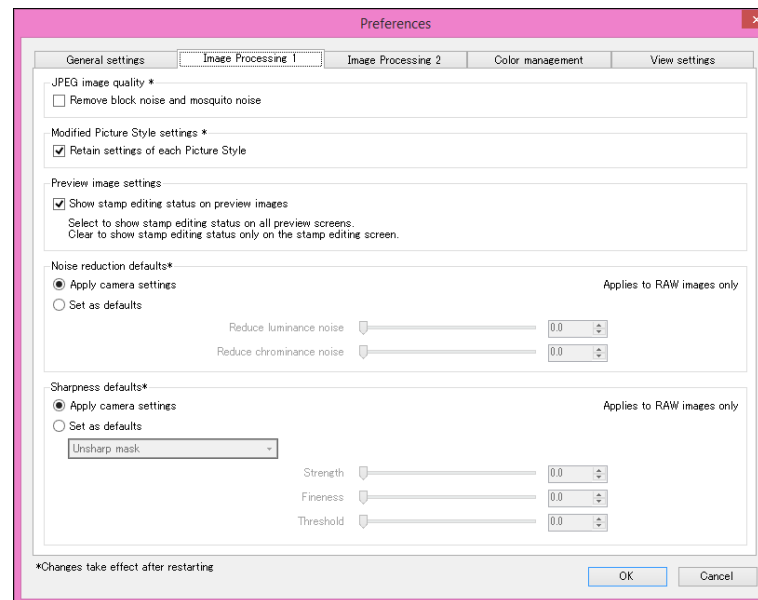 Preferences
General settings
Image Processing 1
Image Processing 2
Color management
View settings
JPEG image quality *
Remove block noise and mosquito noise
Modified Picture Style settings *
Retain settings of each Picture Style
Preview image settings
Show stamp editing status on preview images
Select to show stamp editing status on all preview screens.
Clear to show stamp editing status only on the stamp editing screen.
Noise reduction defaults*
Apply camera settings
Applies to RAW images only
Set as defaults
Reduce luminance noise
0.0
Reduce chrominance noise
0.0
Sharpness defaults*
Apply camera settings
Applies to RAW images only
Set as defaults
Unsharp mask
Strength
0.0
Fineness
0.0
Threshold
0.0
*Changes take effect after restarting
OK
Cancel